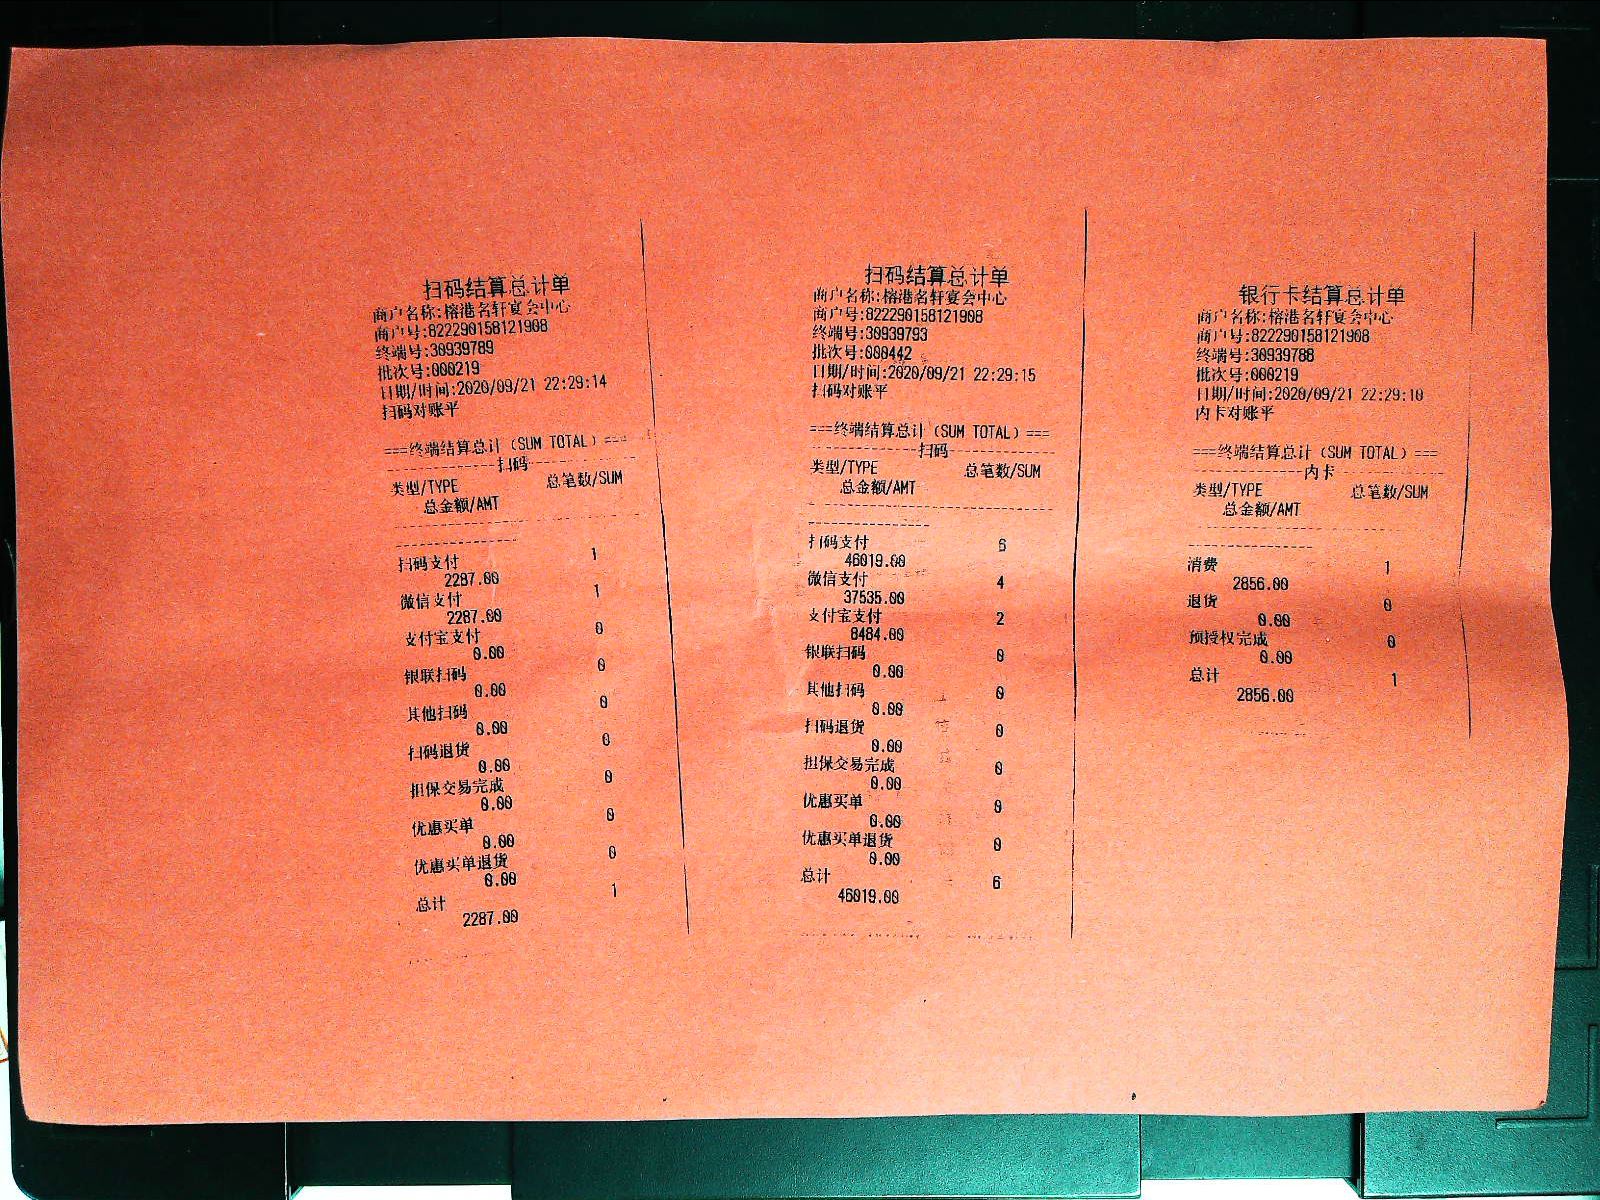 扫码结算总计单
商户名称:榕港名轩宴会中心
商户号:822290158121908
终端号:30939789
批次号:000219
日期/时间:2020/09/21 22:29:14
扫码对账平
===终端结算总计(SUM TOTAL)===
扫码
类型/TYPE 总笔数/SUM
总金额/AMT
扫码支付 1
2287.00
微信支付 1
2287.00
支付宝支付 0
0.00
银联扫码 0
0.00
其他扫码 0
0.00
扫码退货 0
0.00
担保交易完成 0
0.00
优惠买单 0
0.00
优惠买单退货 0
0.00
总计 1
2287.00
扫码结算总计单
商户名称:榕港名轩宴会中心
商户号:822290158121908
终端号:30939793
批次号:000442
日期/时间:2020/09/21 22:29:15
扫码对账平
===终端结算总计(SUM TOTAL)===
扫码
类型/TYPE 总笔数/SUM
总金额/AMT
扫码支付 6
46019.00
微信支付 4
37535.00
支付宝支付 2
8484.00
银联扫码 0
0.00
其他扫码 0
0.00
扫码退货 0
0.00
担保交易完成 0
0.00
优惠买单 0
0.00
优惠买单退货 0
0.00
总计 6
46019.00
银行卡结算总计单
商户名称:榕港名轩宴会中心
商户号:822290158121908
终端号:30939788
批次号:000219
日期/时间:2020/09/21 22:29:10
内卡对账平
===终端结算总计(SUM TOTAL)===
内卡
类型/TYPE 总笔数/SUM
总金额/AMT
消费 1
2856.00
退货 0
0.00
预授权完成 0
0.00
总计 1
2856.00